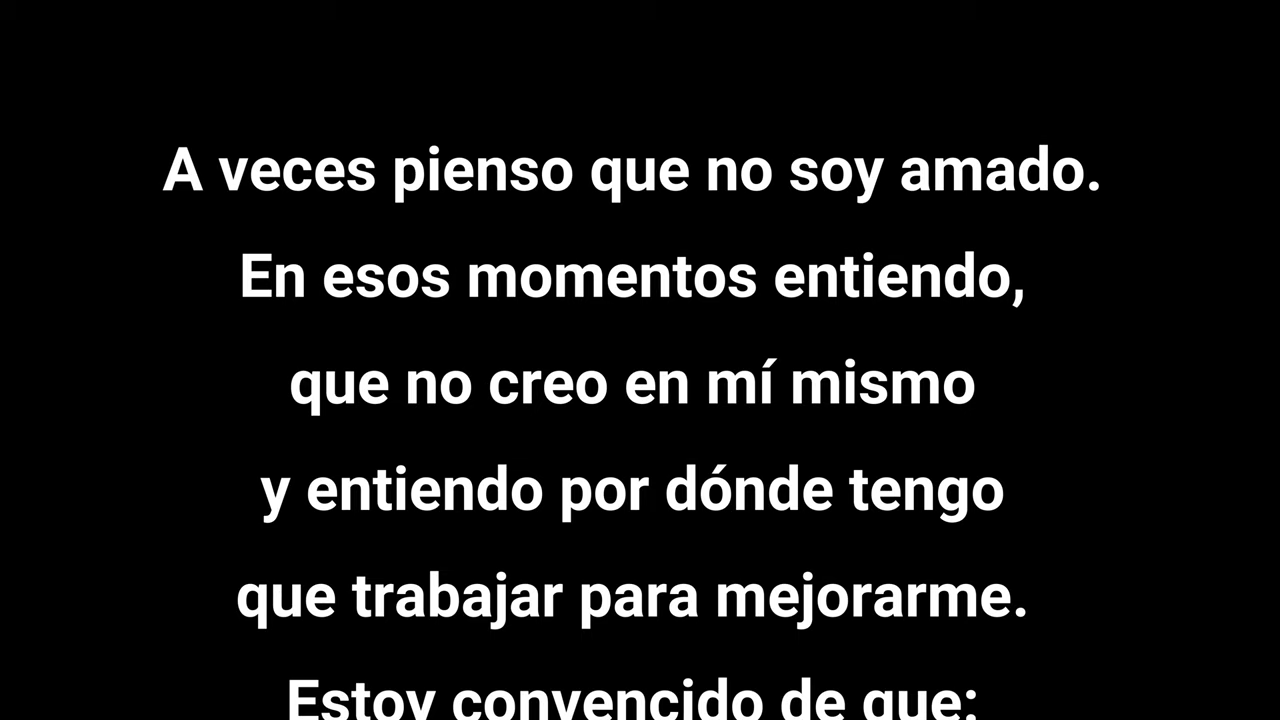 A veces pienso que no soy amado.
En esos momentos entiendo,
que no creo en mí mismo
y entiendo por dónde tengo
que trabajar para mejorarme.
Estoy convencido de que: